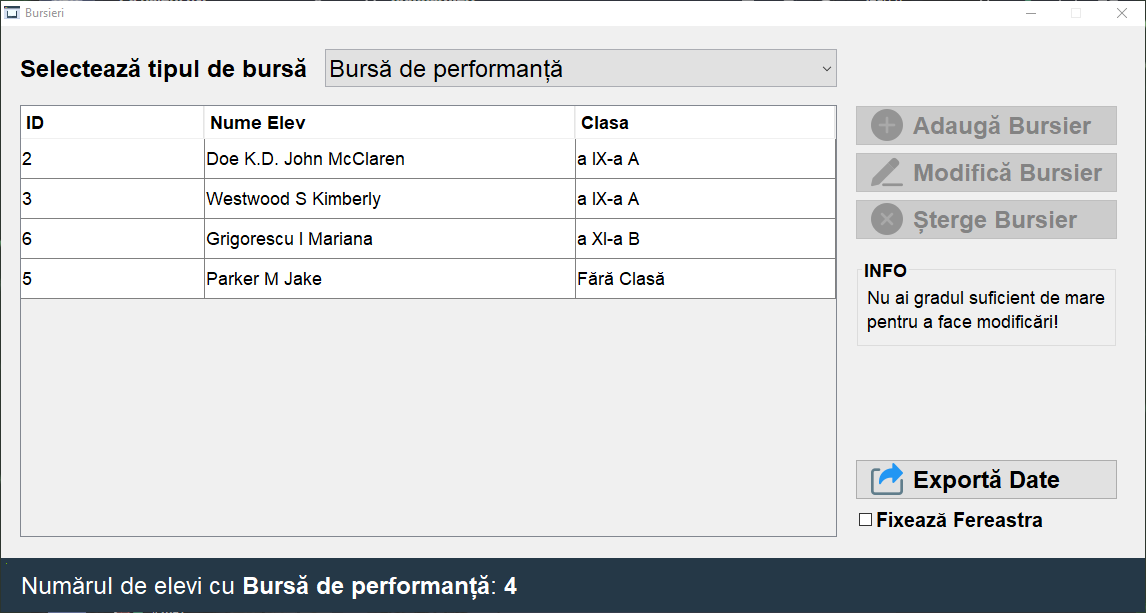 Bursieri
Selectează tipul de bursă
Bursă de performanță
ID Nume Elev Clasa
2 Doe K.D. John McClaren a IX-a A
3 Westwood S Kimberly a IX-a A
6 Grigorescu I Mariana a XI-a B
5 Parker M Jake Fără Clasă
Adaugă Bursier
Modifică Bursier
Șterge Bursier
INFO
Nu ai gradul suficient de mare
pentru a face modificări!
Exportă Date
Fixează Fereastra
Numărul de elevi cu Bursă de performanță: 4